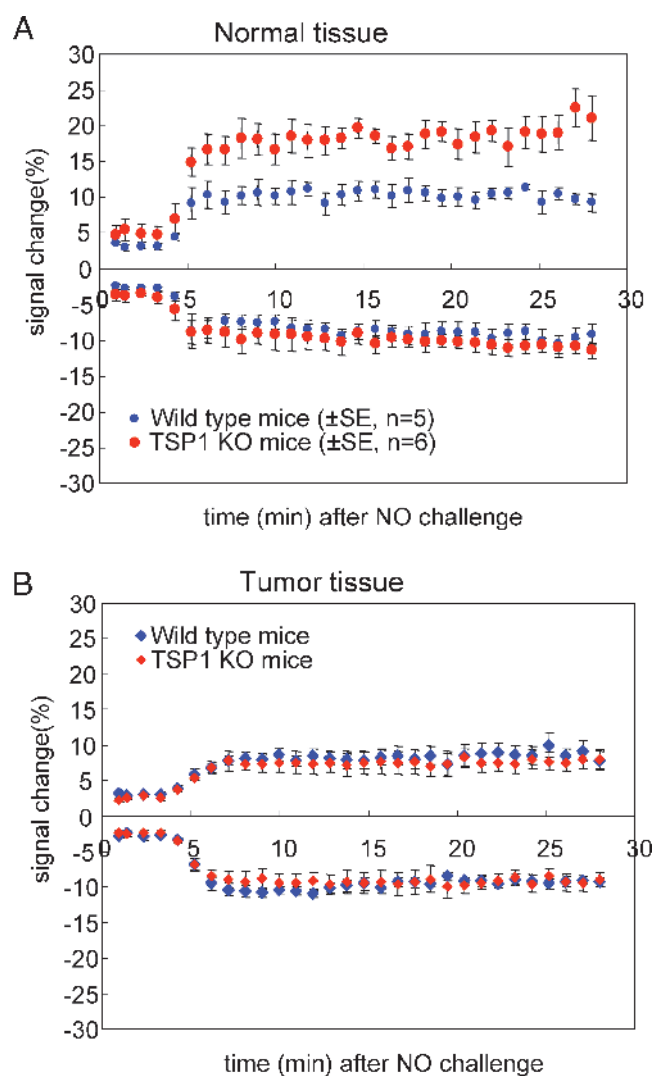 A
Normal tissue
30
25
20
15
10
5
0
-5
-10
-15
-20
-25
-30
signal change(%)
0 5 10 15 20 25 30
Wild type mice (±SE, n=5)
TSP1 KO mice (±SE, n=6)
time (min) after NO challenge
B
Tumor tissue
30
25
20
15
10
5
0
-5
-10
-15
-20
-25
-30
signal change(%)
Wild type mice
TSP1 KO mice
0 5 10 15 20 25 30
time (min) after NO challenge